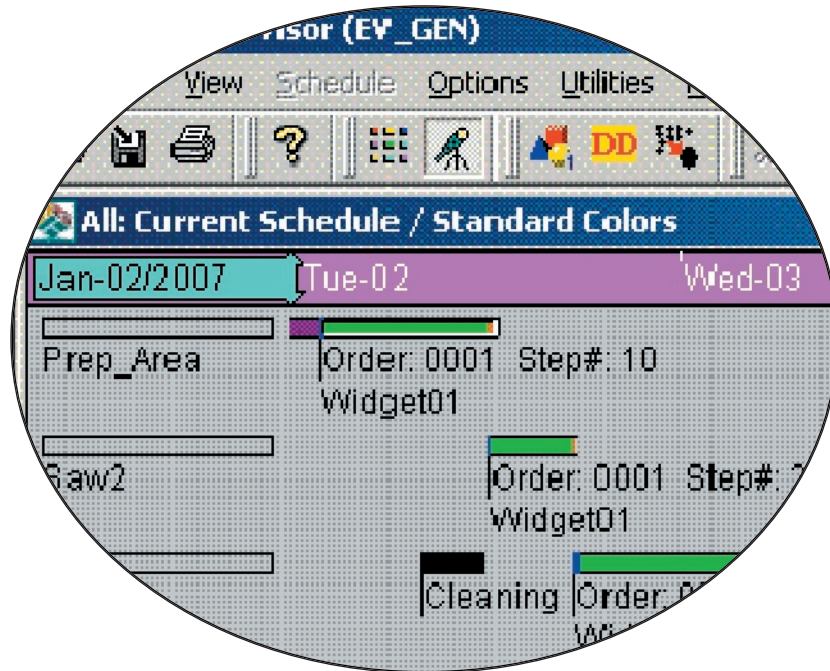 (EV_GEN)
View Schedule Options Utilities
DD
All: Current Schedule / Standard Colors
Jan-02/2007 Tue-02 Wed-03
Prep_Area Order: 0001 Step#: 10
Widget01
Saw2 Order: 0001 Step#:
Widget01
Cleaning Order: